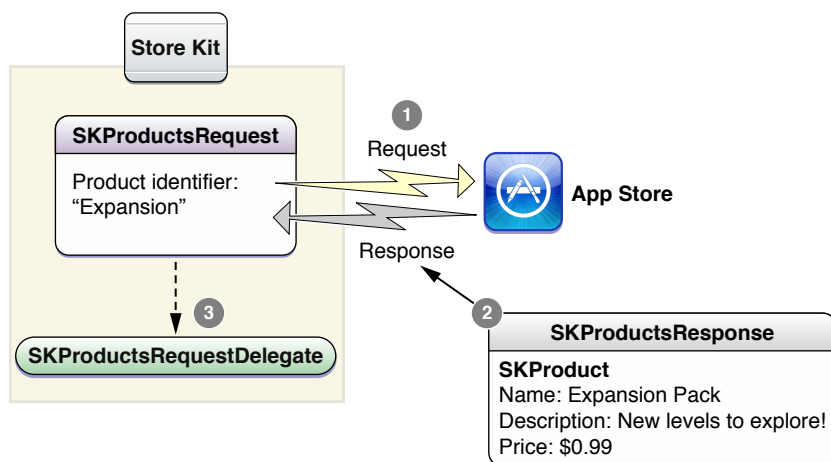 Store Kit
SKProductsRequest
Product identifier:
“Expansion”
1
Request
App Store
Response
3
SKProductsRequestDelegate
2
SKProductsResponse
SKProduct
Name: Expansion Pack
Description: New levels to explore!
Price: $0.99